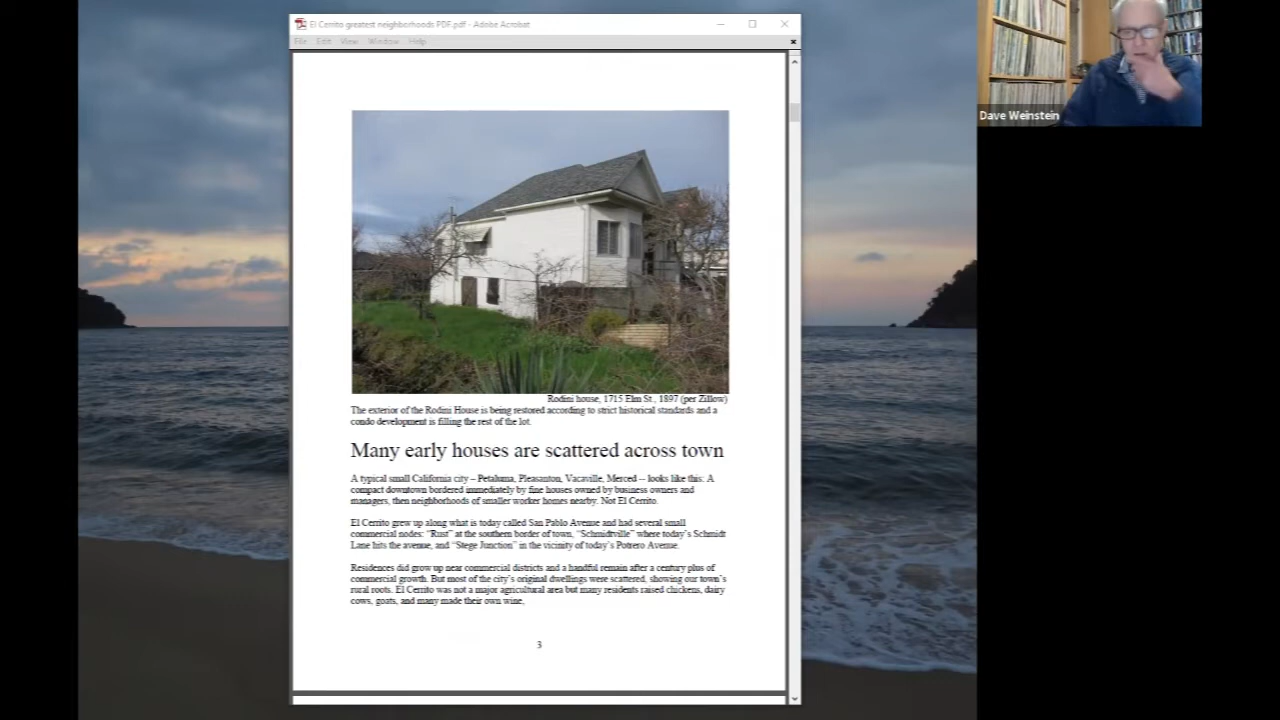 El Cerrito greatest neighborhoods PDF.pdf - Adobe Acrobat
File Edit View Window Help
Dave Weinstein
Rodini house, 1715 Elm St., 1897 (per Zillow)
The exterior of the Rodini House is being restored according to strict historical standards and a
condo development is filling the rest of the lot.
Many early houses are scattered across town
A typical small California city – Petaluma, Pleasanton, Vacaville, Merced -- looks like this: A
compact downtown bordered immediately by fine houses owned by business owners and
managers, then neighborhoods of smaller worker homes nearby. Not El Cerrito.
El Cerrito grew up along what is today called San Pablo Avenue and had several small
commercial nodes: “Rust” at the southern border of town, “Schmidtville” where today’s Schmidt
Lane hits the avenue, and “Stege Junction” in the vicinity of today’s Potrero Avenue.
Residences did grow up near commercial districts and a handful remain after a century plus of
commercial growth. But most of the city’s original dwellings were scattered, showing our town’s
rural roots. El Cerrito was not a major agricultural area but many residents raised chickens, dairy
cows, goats, and many made their own wine,
3